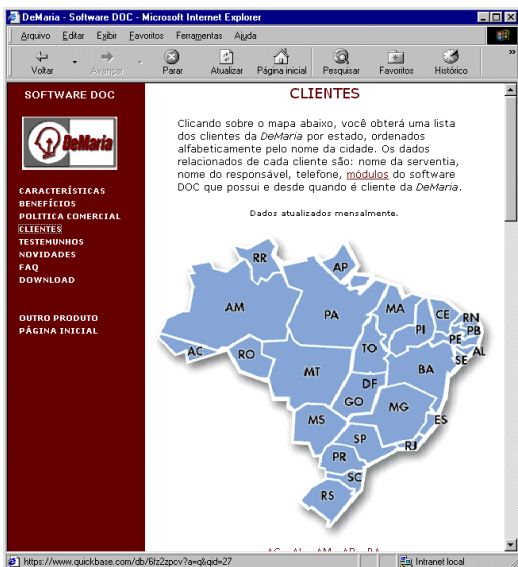 DeMaria - Software DOC - Microsoft Internet Explorer
Arquivo Editar Exibir Favoritos Ferramentas Ajuda
Voltar Avançar Parar Atualizar Página inicial Pesquisar Favoritos Histórico
SOFTWARE DOC
DeMaria
CARACTERÍSTICAS
BENEFÍCIOS
POLITICA COMERCIAL
CLIENTES
TESTEMUNHOS
NOVIDADES
FAQ
DOWNLOAD
OUTRO PRODUTO
PÁGINA INICIAL
CLIENTES
Clicando sobre o mapa abaixo, você obterá uma lista
dos clientes da DeMaria por estado, ordenados
alfabeticamente pelo nome da cidade. Os dados
relacionados de cada cliente são: nome da serventia,
nome do responsável, telefone, módulos do software
DOC que possui e desde quando é cliente da DeMaria.
Dados atualizados mensalmente.
RR AP
AM PA MA CE RN
PI PB
PE
AC RO TO SE AL
MT BA
DF
GO
MS MG ES
SP
PR RJ
SC
RS
https://www.quickbase.com/db/6fz2zpcv?a=q&qid=27
Intranet local